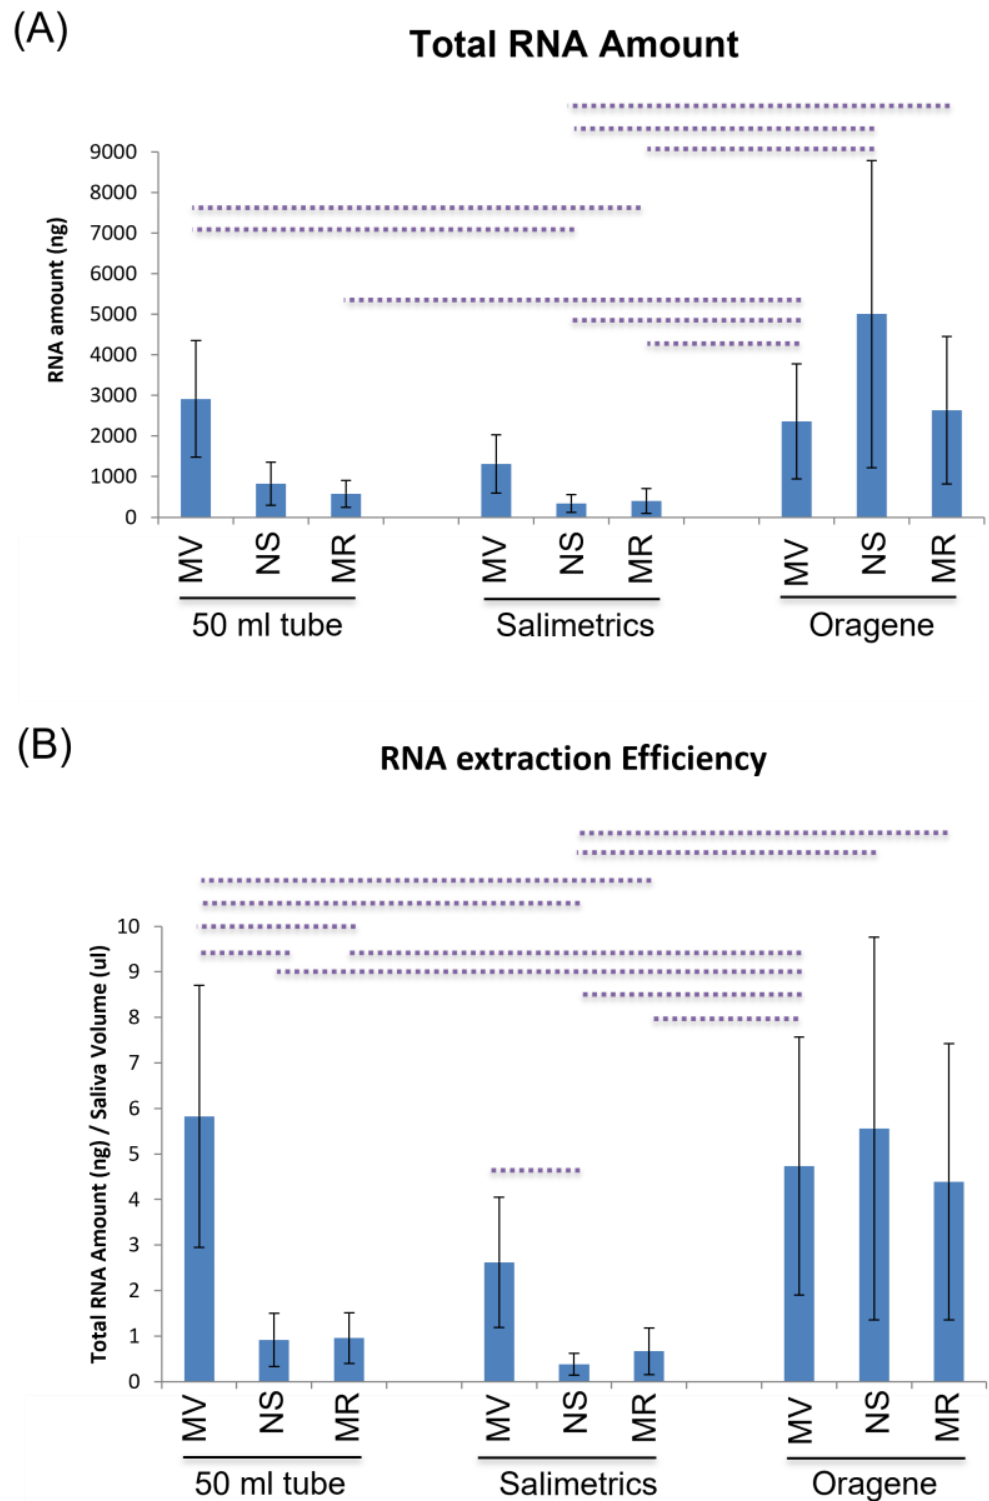 (A)
Total RNA Amount
RNA amount (ng)
9000
8000
7000
6000
5000
4000
3000
2000
1000
0
MV NS MR MV NS MR MV NS MR
50 ml tube Salimetrics Oragene
(B)
RNA extraction Efficiency
Total RNA Amount (ng) / Saliva Volume (ul)
10
9
8
7
6
5
4
3
2
1
0
MV NS MR MV NS MR MV NS MR
50 ml tube Salimetrics Oragene